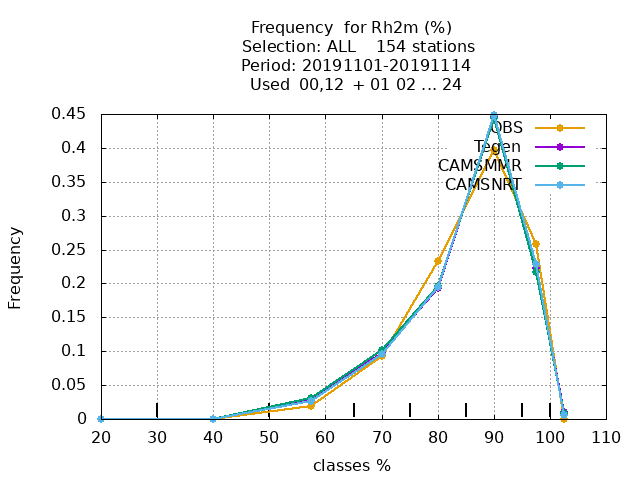 Frequency  for Rh2m (%)
Selection: ALL    154 stations
Period: 20191101-20191114
Used  00,12  + 01 02 ... 24
0.45
0.4
0.35
0.3
0.25
0.2
0.15
0.1
0.05
0
Frequency
OBS
Tegen
CAMSMMR
CAMSNRT
20 30 40 50 60 70 80 90 100 110
classes %